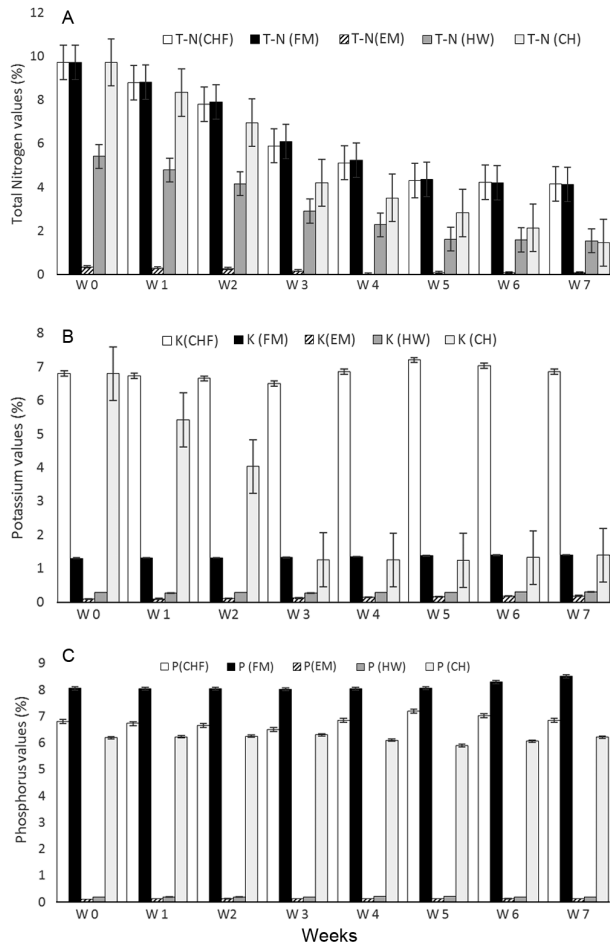 A
T-N(CHF) T-N (FM) T-N(EM) T-N (HW) T-N (CH)
Total Nitrogen values (%)
12
10
8
6
4
2
0
W 0 W 1 W2 W 3 W 4 W 5 W 6 W 7
B
K(CHF) K (FM) K(EM) K (HW) K (CH)
Potassium values (%)
8
7
6
5
4
3
2
1
0
W 0 W 1 W2 W 3 W 4 W 5 W 6 W 7
C
P(CHF) P (FM) P(EM) P (HW) P (CH)
Phosphorus values (%)
9
8
7
6
5
4
3
2
1
0
W 0 W 1 W2 W 3 W 4 W 5 W 6 W 7
Weeks